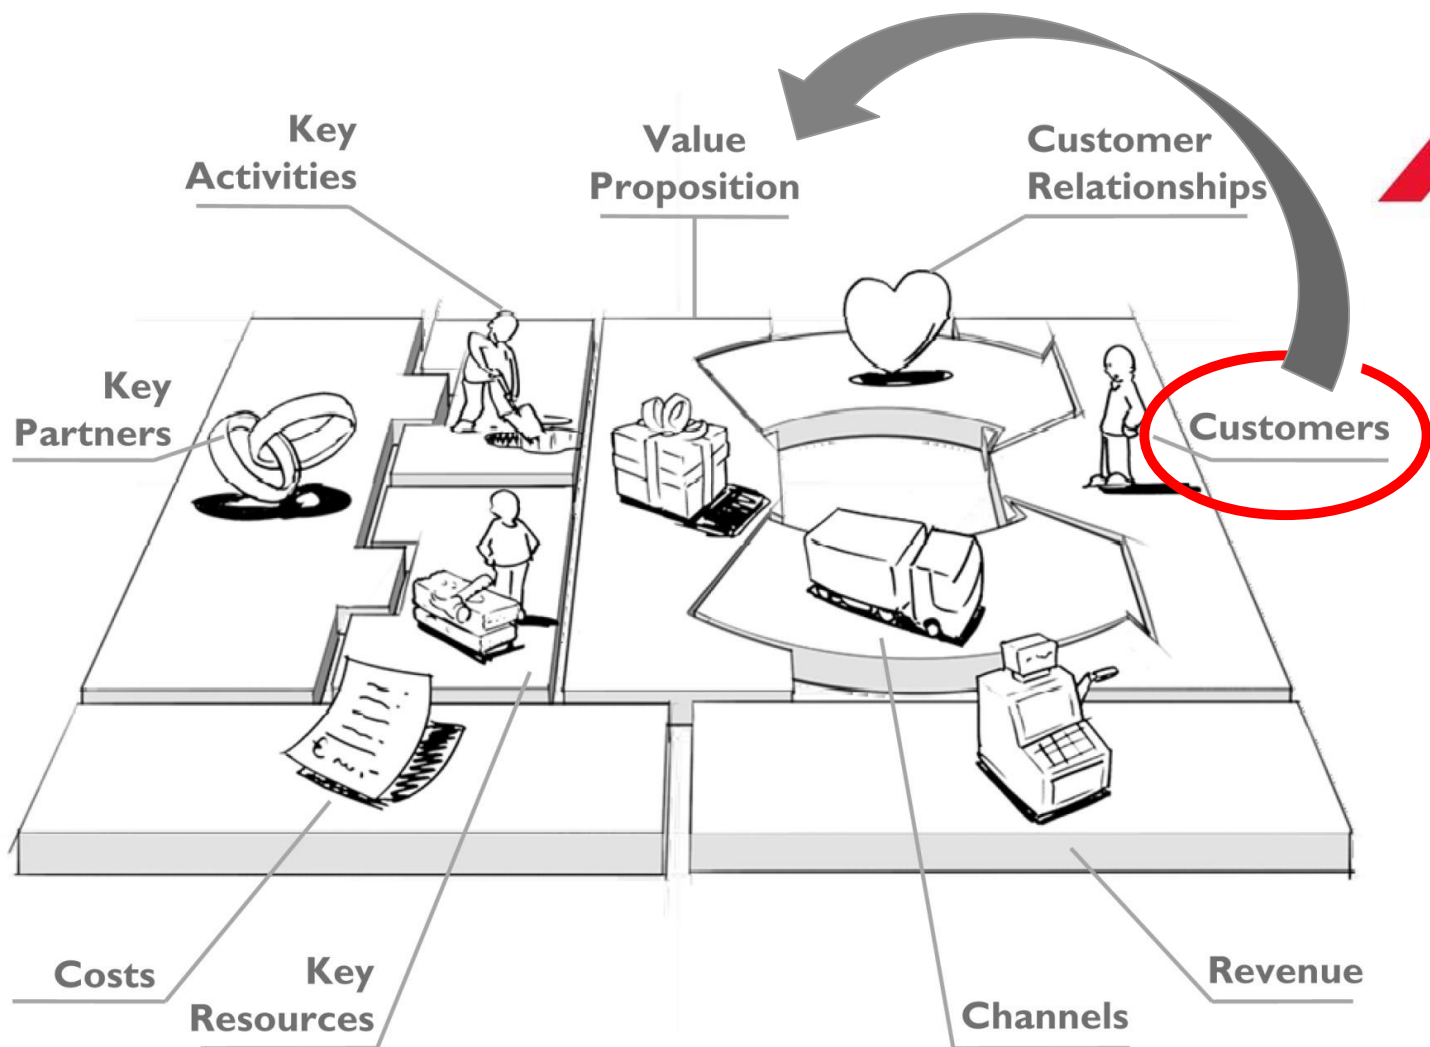 Key
Activities
Value
Proposition
Customer
Relationships
Key
Partners
Customers
Costs
Key
Resources
Channels
Revenue